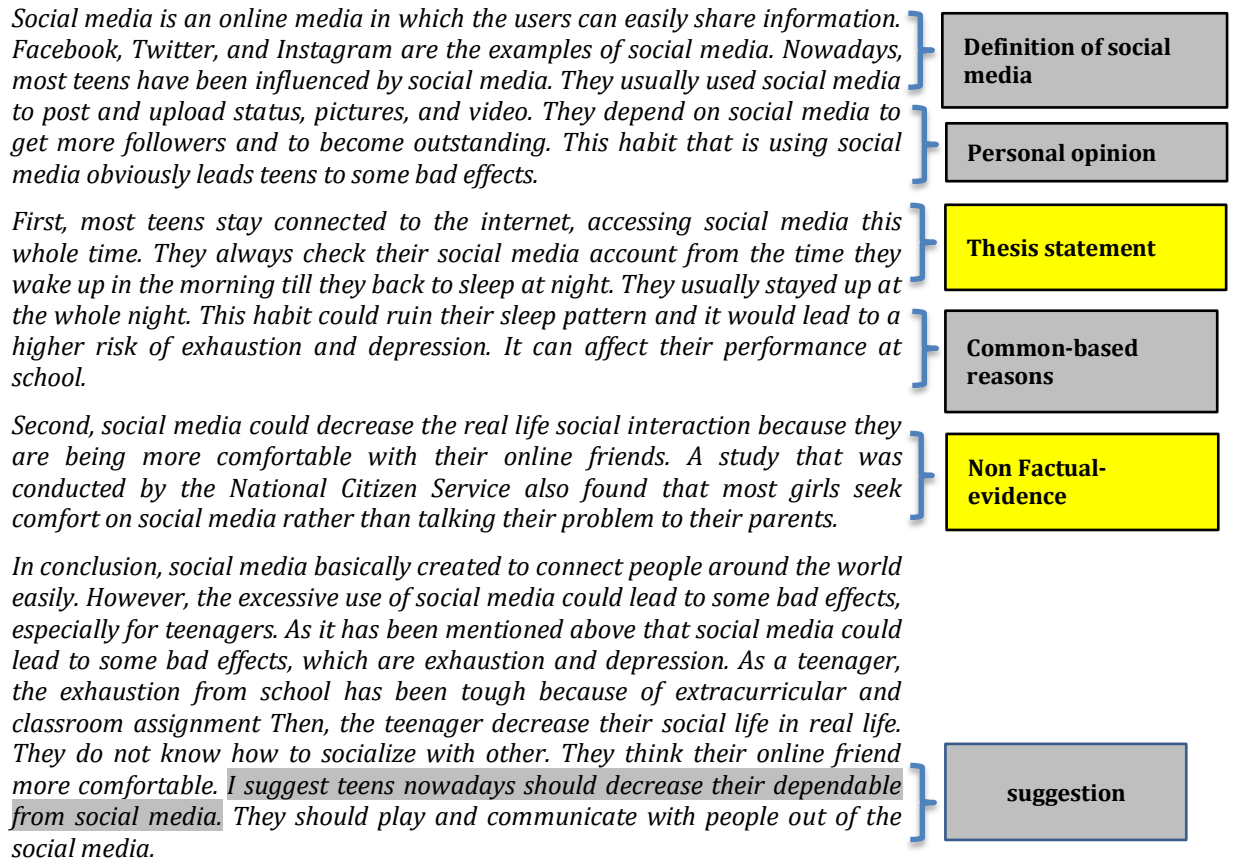 Social media is an online media in which the users can easily share information.
Facebook, Twitter, and Instagram are the examples of social media. Nowadays,
most teens have been influenced by social media. They usually used social media
to post and upload status, pictures, and video. They depend on social media to
get more followers and to become outstanding. This habit that is using social
media obviously leads teens to some bad effects.
Definition of social
media
Personal opinion
First, most teens stay connected to the internet, accessing social media this
whole time. They always check their social media account from the time they
wake up in the morning till they back to sleep at night. They usually stayed up at
the whole night. This habit could ruin their sleep pattern and it would lead to a
higher risk of exhaustion and depression. It can affect their performance at
school.
Thesis statement
Common-based
reasons
Second, social media could decrease the real life social interaction because they
are being more comfortable with their online friends. A study that was
conducted by the National Citizen Service also found that most girls seek
comfort on social media rather than talking their problem to their parents.
Non Factual-
evidence
In conclusion, social media basically created to connect people around the world
easily. However, the excessive use of social media could lead to some bad effects,
especially for teenagers. As it has been mentioned above that social media could
lead to some bad effects, which are exhaustion and depression. As a teenager,
the exhaustion from school has been tough because of extracurricular and
classroom assignment Then, the teenager decrease their social life in real life.
They do not know how to socialize with other. They think their online friend
more comfortable. I suggest teens nowadays should decrease their dependable
from social media. They should play and communicate with people out of the
social media.
suggestion